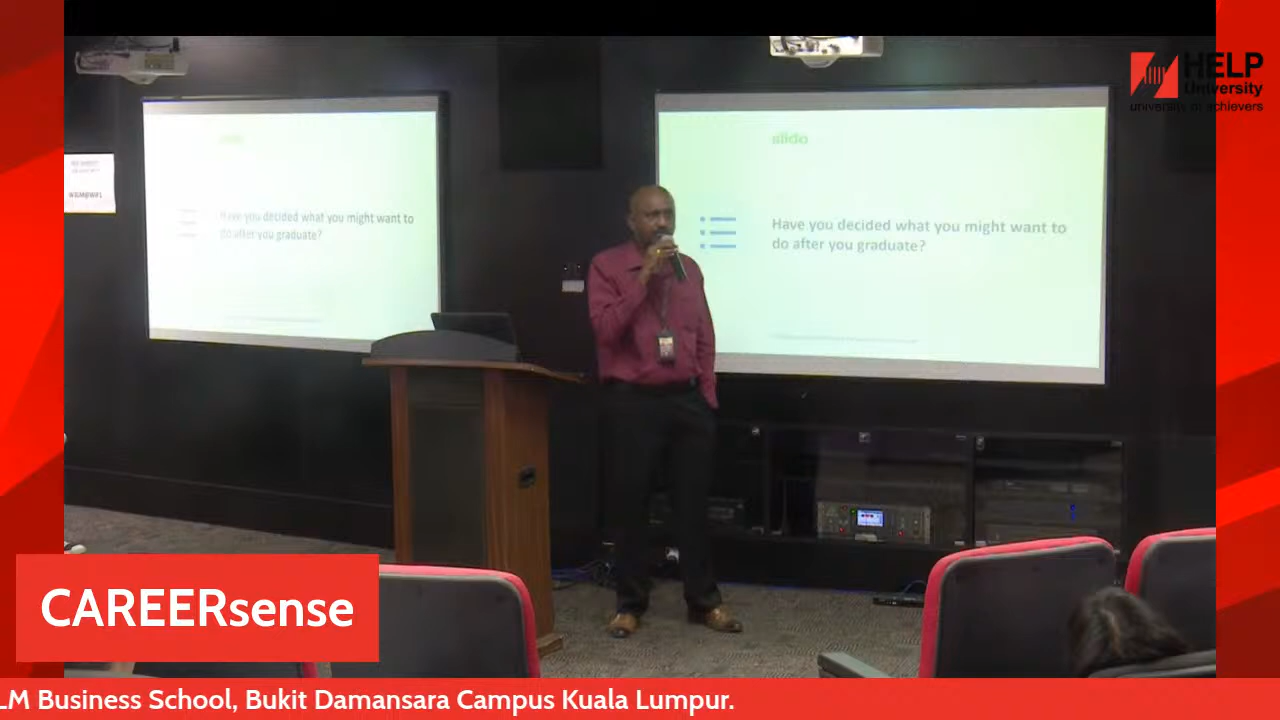 HELP
University
university of achievers
slido
Have you decided what you might want to
do after you graduate?
slido
Have you decided what you might want to
do after you graduate?
CAREERsense
LM Business School, Bukit Damansara Campus Kuala Lumpur.